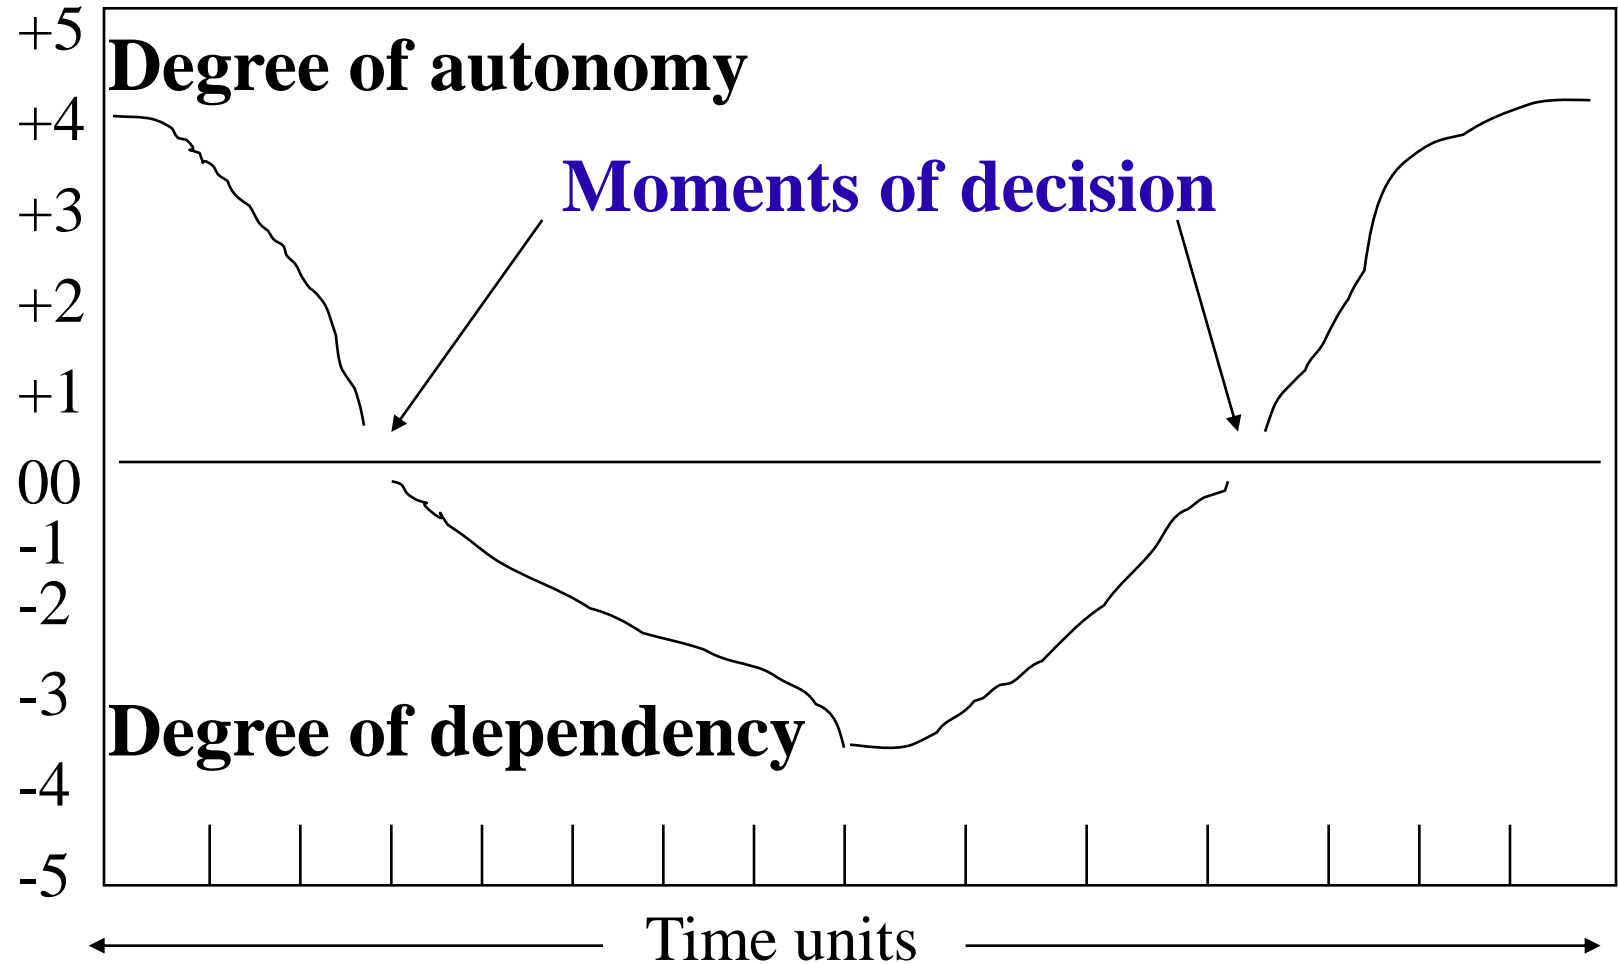 +5
Degree of autonomy
+4
Moments of decision
+3
+2
+1
00
-1
-2
-3
Degree of dependency
-4
-5
Time units